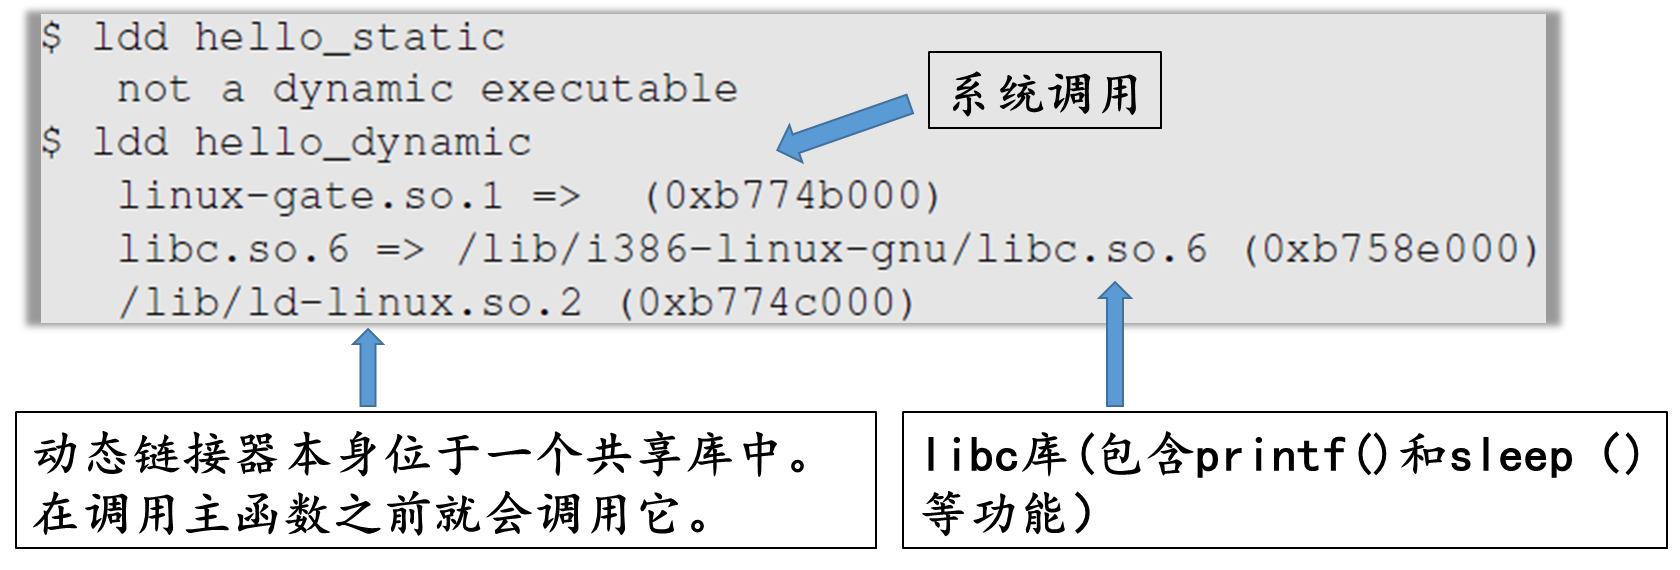 $ ldd hello_static
not a dynamic executable
$ ldd hello_dynamic
linux-gate.so.1 =>  (0xb774b000)
libc.so.6 => /lib/i386-linux-gnu/libc.so.6 (0xb758e000)
/lib/ld-linux.so.2 (0xb774c000)
系统调用
动态链接器本身位于一个共享库中。
在调用主函数之前就会调用它。
libc库(包含printf()和sleep ()
等功能)